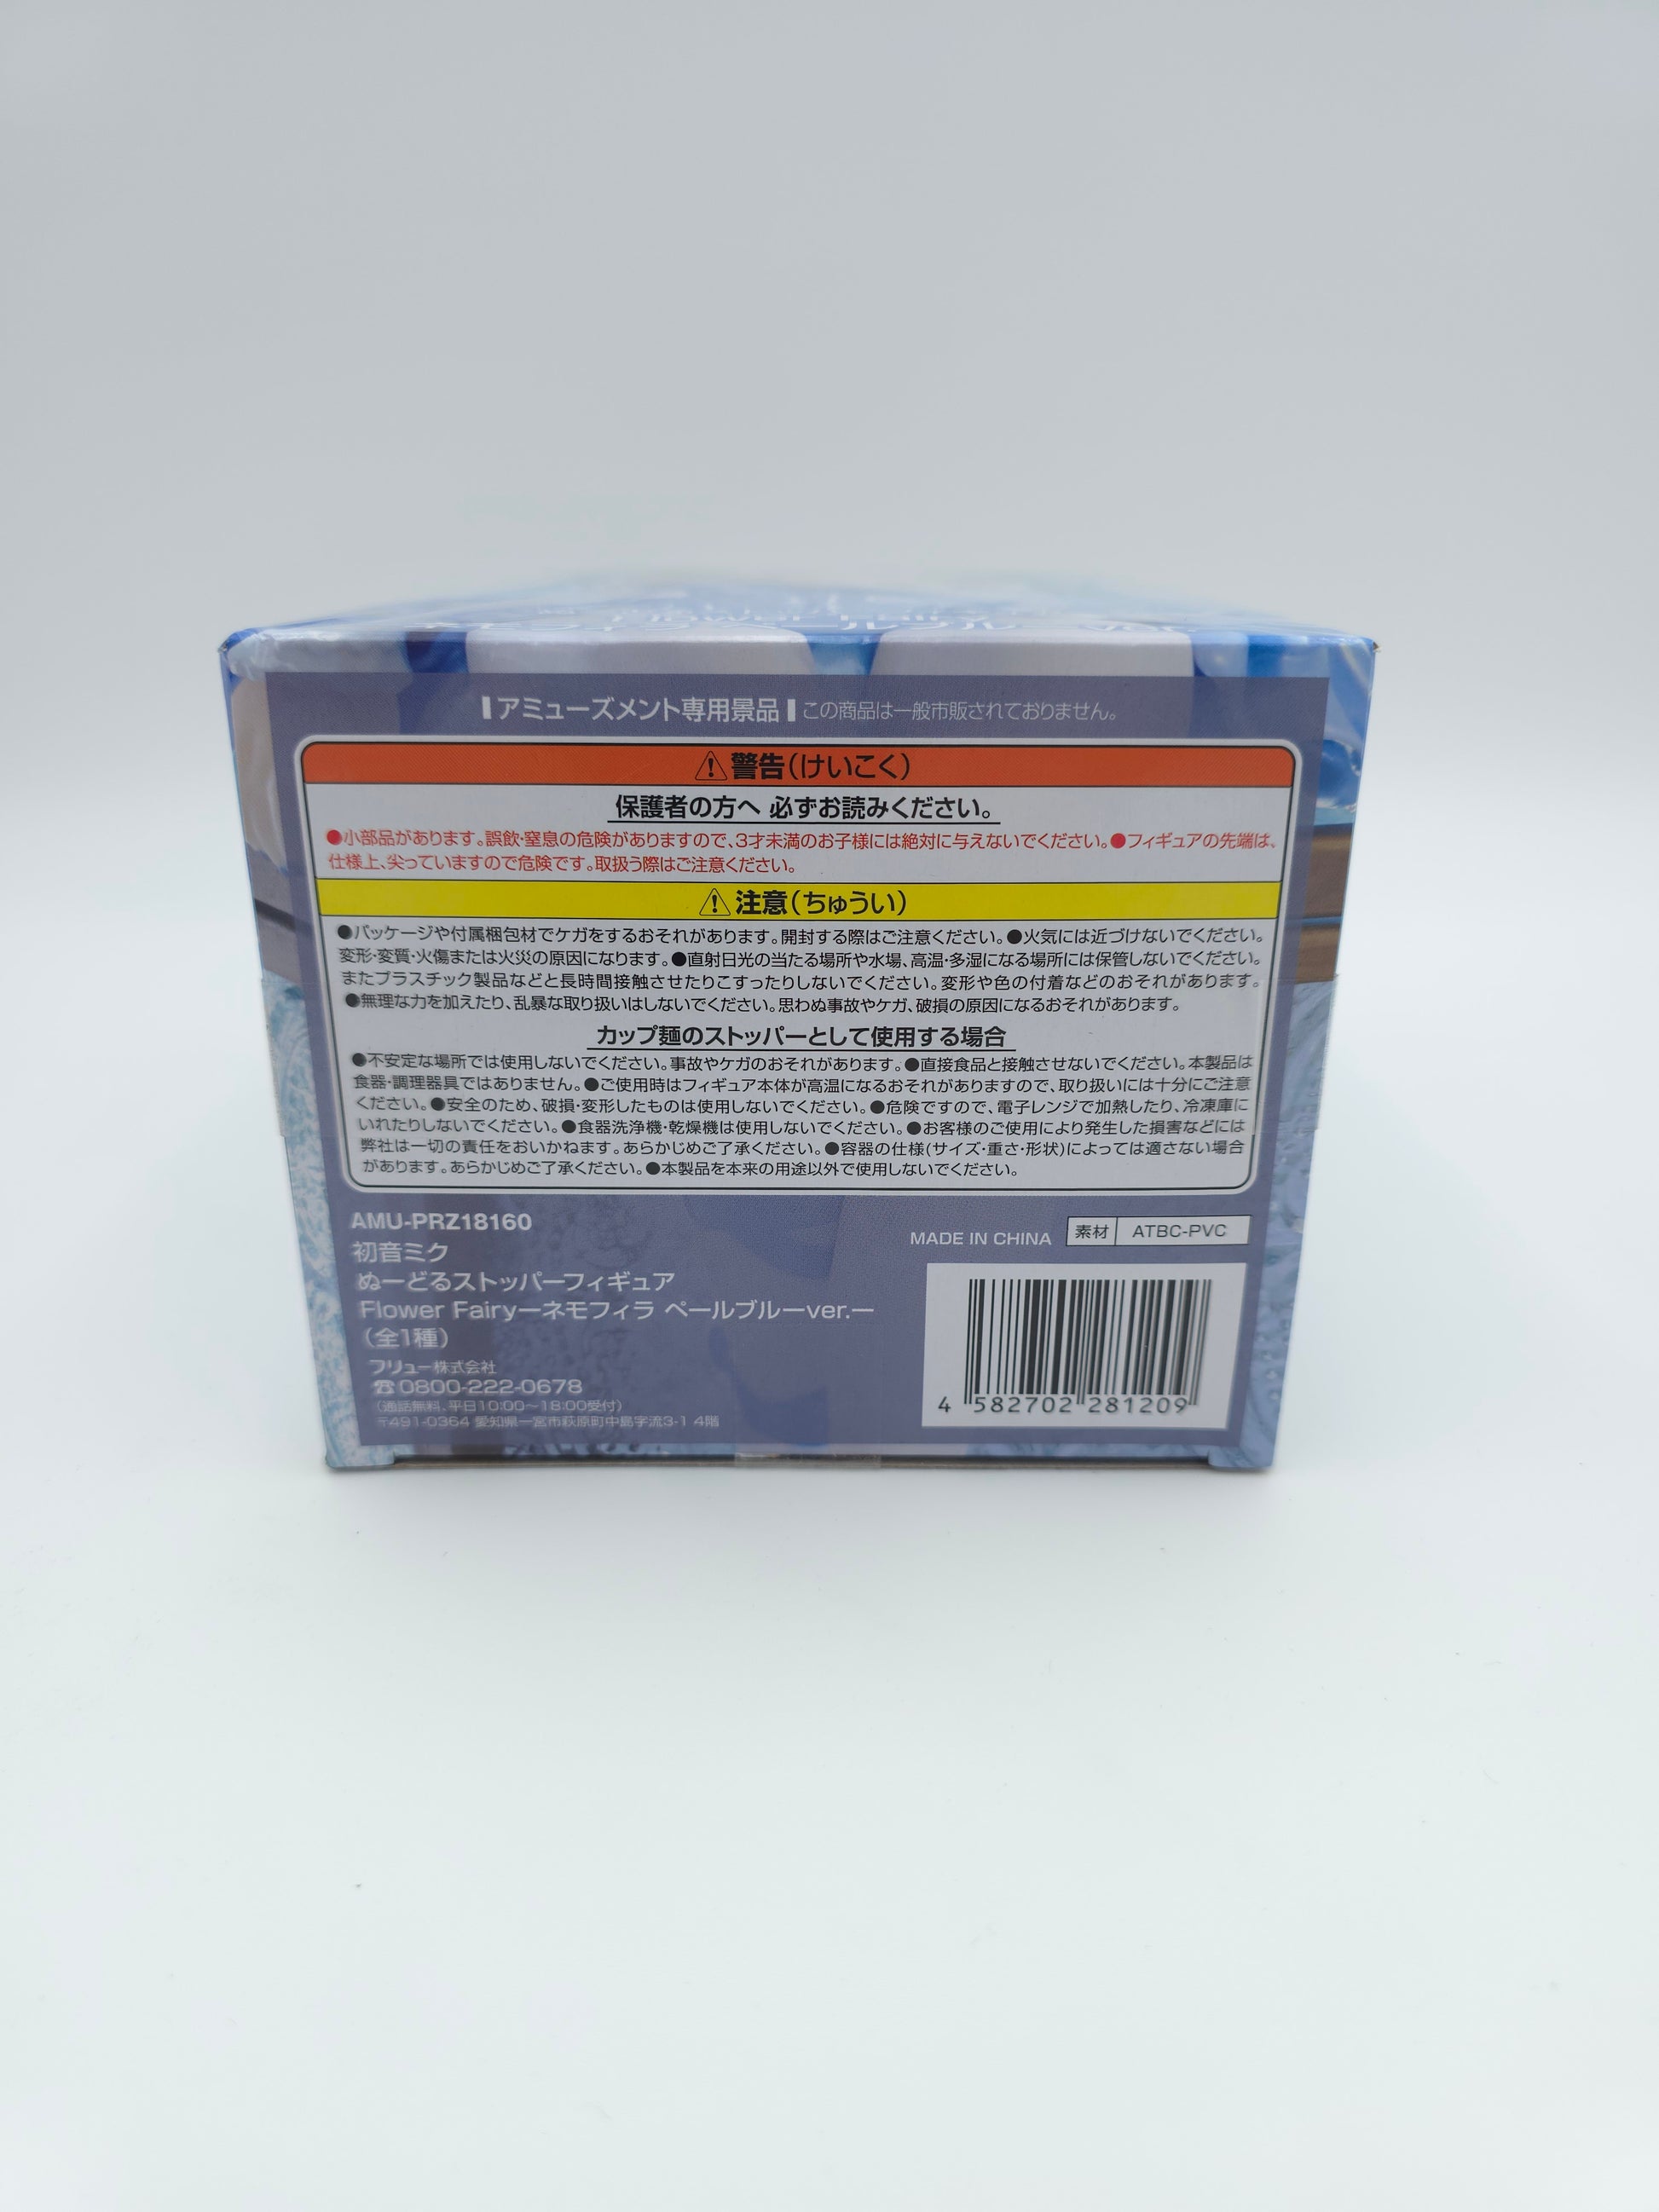 アミューズメント専用景品 この商品は一般市販されておりません。
⚠警告(けいこく)
保護者の方へ 必ずお読みください。
●小部品があります。誤飲・窒息の危険がありますので、3才未満のお子様には絶対に与えないでください。●フィギュアの先端は、
仕様上、尖っていますので危険です。取扱う際はご注意ください。
⚠注意(ちゅうい)
●パッケージや付属梱包材でケガをするおそれがあります。開封する際はご注意ください。●火気には近づけないでください。
変形・変質・火傷または火災の原因になります。●直射日光の当たる場所や水場、高温・多湿になる場所には保管しないでください。
またプラスチック製品などと長時間接触させたりこすったりしないでください。変形や色の付着などのおそれがあります。
●無理な力を加えたり、乱暴な取り扱いはしないでください。思わぬ事故やケガ、破損の原因になるおそれがあります。
カップ麺のストッパーとして使用する場合
●不安定な場所では使用しないでください。事故やケガのおそれがあります。●直接食品と接触させないでください。本製品は
食器・調理器具ではありません。●ご使用時はフィギュア本体が高温になるおそれがありますので、取り扱いには十分にご注意
ください。●安全のため、破損・変形したものは使用しないでください。●危険ですので、電子レンジで加熱したり、冷凍庫に
いれたりしないでください。●食器洗浄機・乾燥機は使用しないでください。●お客様のご使用により発生した損害などには
弊社は一切の責任をおいかねます。あらかじめご了承ください。●容器の仕様(サイズ・重さ・形状)によっては適さない場合
があります。あらかじめご了承ください。●本製品を本来の用途以外で使用しないでください。
AMU-PRZ18160
初音ミク
ぬーどるストッパーフィギュア
Flower Fairyーネモフィラ ペールブルーver.ー
(全1種)
フリュー株式会社
☎0800-222-0678
(通話無料、平日10:00〜18:00受付)
〒491-0364 愛知県一宮市萩原町中島字流3-1 4階
MADE IN CHINA 素材 ATBC-PVC
4 582702 281209